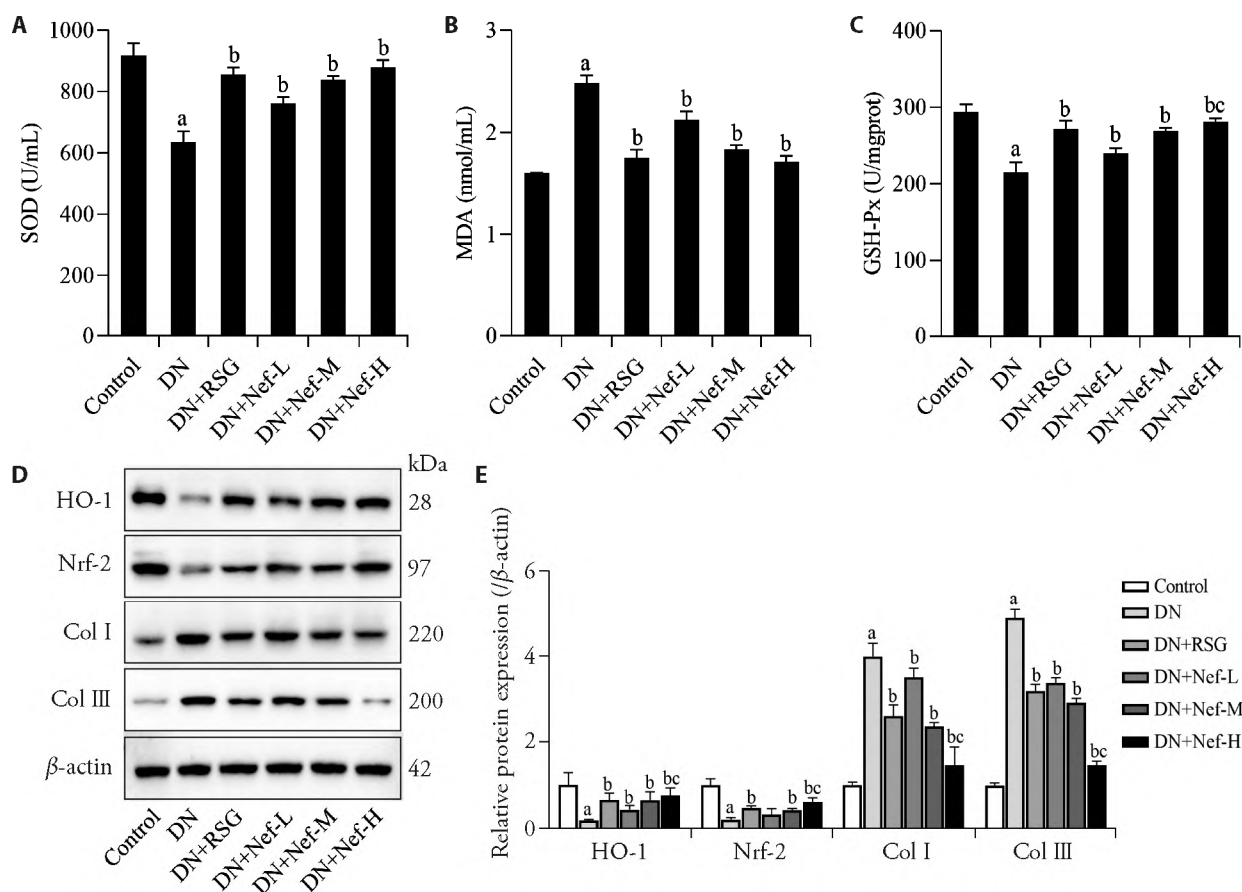 A
SOD (U/mL)
1000
800
600
400
200
0
a
b
b
b
b
Control
DN
DN+RSG
DN+Nef-L
DN+Nef-M
DN+Nef-H
B
MDA (nmol/mL)
3
2
1
0
a
b
b
b
b
Control
DN
DN+RSG
DN+Nef-L
DN+Nef-M
DN+Nef-H
C
GSH-Px (U/mgprot)
400
300
200
100
0
a
b
b
b
bc
Control
DN
DN+RSG
DN+Nef-L
DN+Nef-M
DN+Nef-H
D
kDa
HO-1 28
Nrf-2 97
Col I 220
Col III 200
β-actin 42
Control
DN
DN+RSG
DN+Nef-L
DN+Nef-M
DN+Nef-H
E
Relative protein expression (/β-actin)
6
4
2
0
a
b
b
b
bc
a
b
b
bc
a
b
b
b
bc
a
b
b
b
bc
HO-1 Nrf-2 Col I Col III
Control
DN
DN+RSG
DN+Nef-L
DN+Nef-M
DN+Nef-H